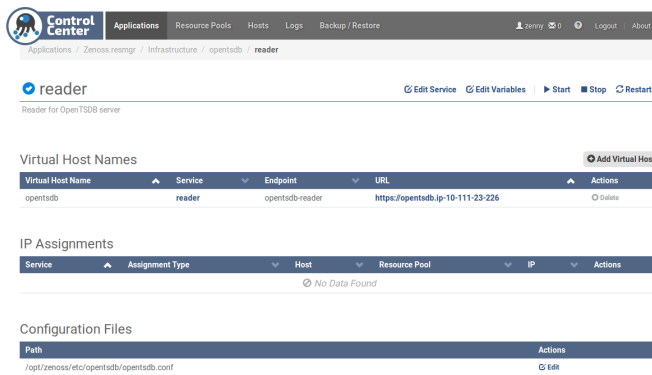 Control Center
Applications Resource Pools Hosts Logs Backup / Restore zenny 0 Logout About
Applications / Zenoss.resmgr / Infrastructure / opentsdb / reader
reader Edit Service Edit Variables Start Stop Restart
Reader for OpenTSDB server
Virtual Host Names Add Virtual Hos
Virtual Host Name Service Endpoint URL Actions
opentsdb reader opentsdb-reader https://opentsdb.ip-10-111-23-226 Delete
IP Assignments
Service Assignment Type Host Resource Pool IP Actions
No Data Found
Configuration Files
Path Actions
/opt/zenoss/etc/opentsdb/opentsdb.conf Edit